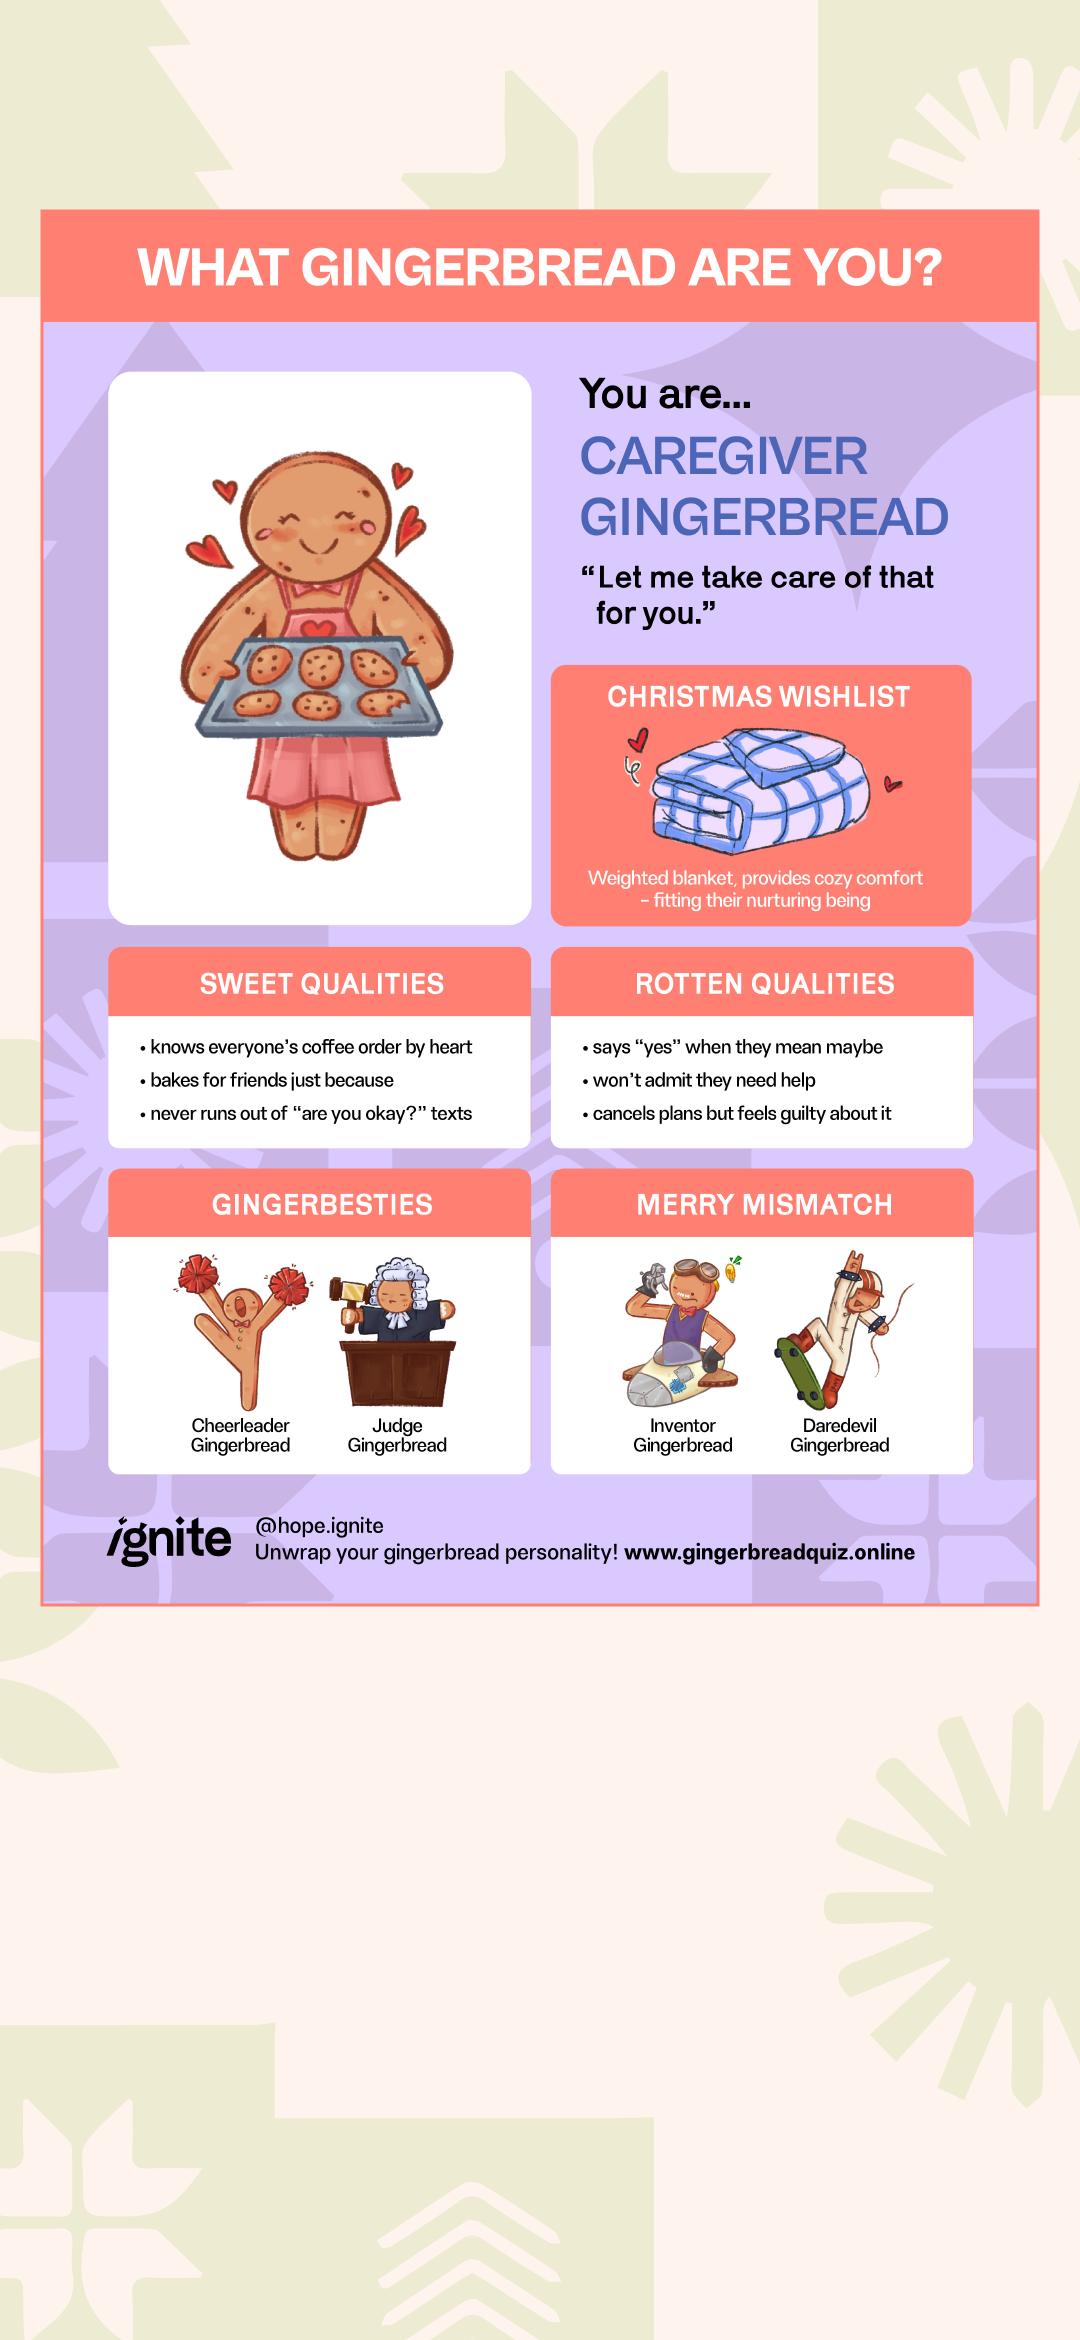 WHAT GINGERBREAD ARE YOU?
You are...
CAREGIVER
GINGERBREAD
“Let me take care of that
for you.”
CHRISTMAS WISHLIST
Weighted blanket, provides cozy comfort
– fitting their nurturing being
SWEET QUALITIES
• knows everyone’s coffee order by heart
• bakes for friends just because
• never runs out of “are you okay?” texts
ROTTEN QUALITIES
• says “yes” when they mean maybe
• won’t admit they need help
• cancels plans but feels guilty about it
GINGERBESTIES
Cheerleader
Gingerbread
Judge
Gingerbread
MERRY MISMATCH
Inventor
Gingerbread
Daredevil
Gingerbread
ignite
@hope.ignite
Unwrap your gingerbread personality! www.gingerbreadquiz.online